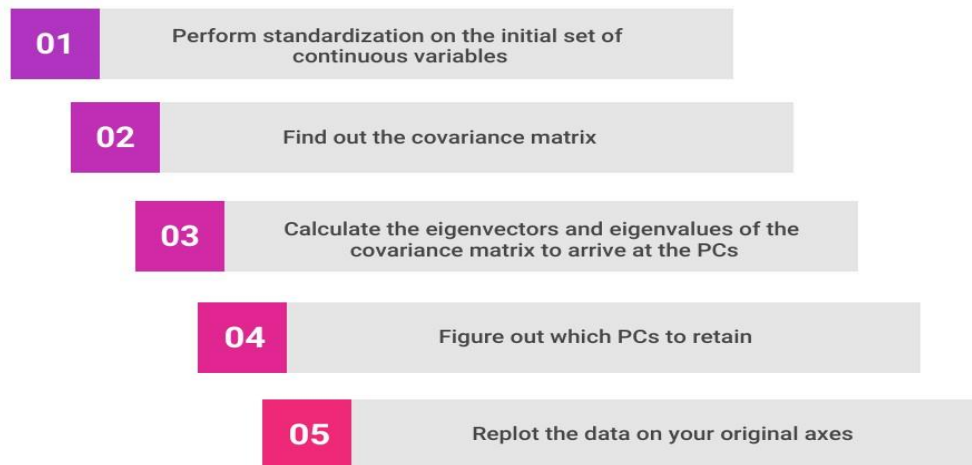 01
Perform standardization on the initial set of
continuous variables
02
Find out the covariance matrix
03
Calculate the eigenvectors and eigenvalues of the
covariance matrix to arrive at the PCs
04
Figure out which PCs to retain
05
Replot the data on your original axes